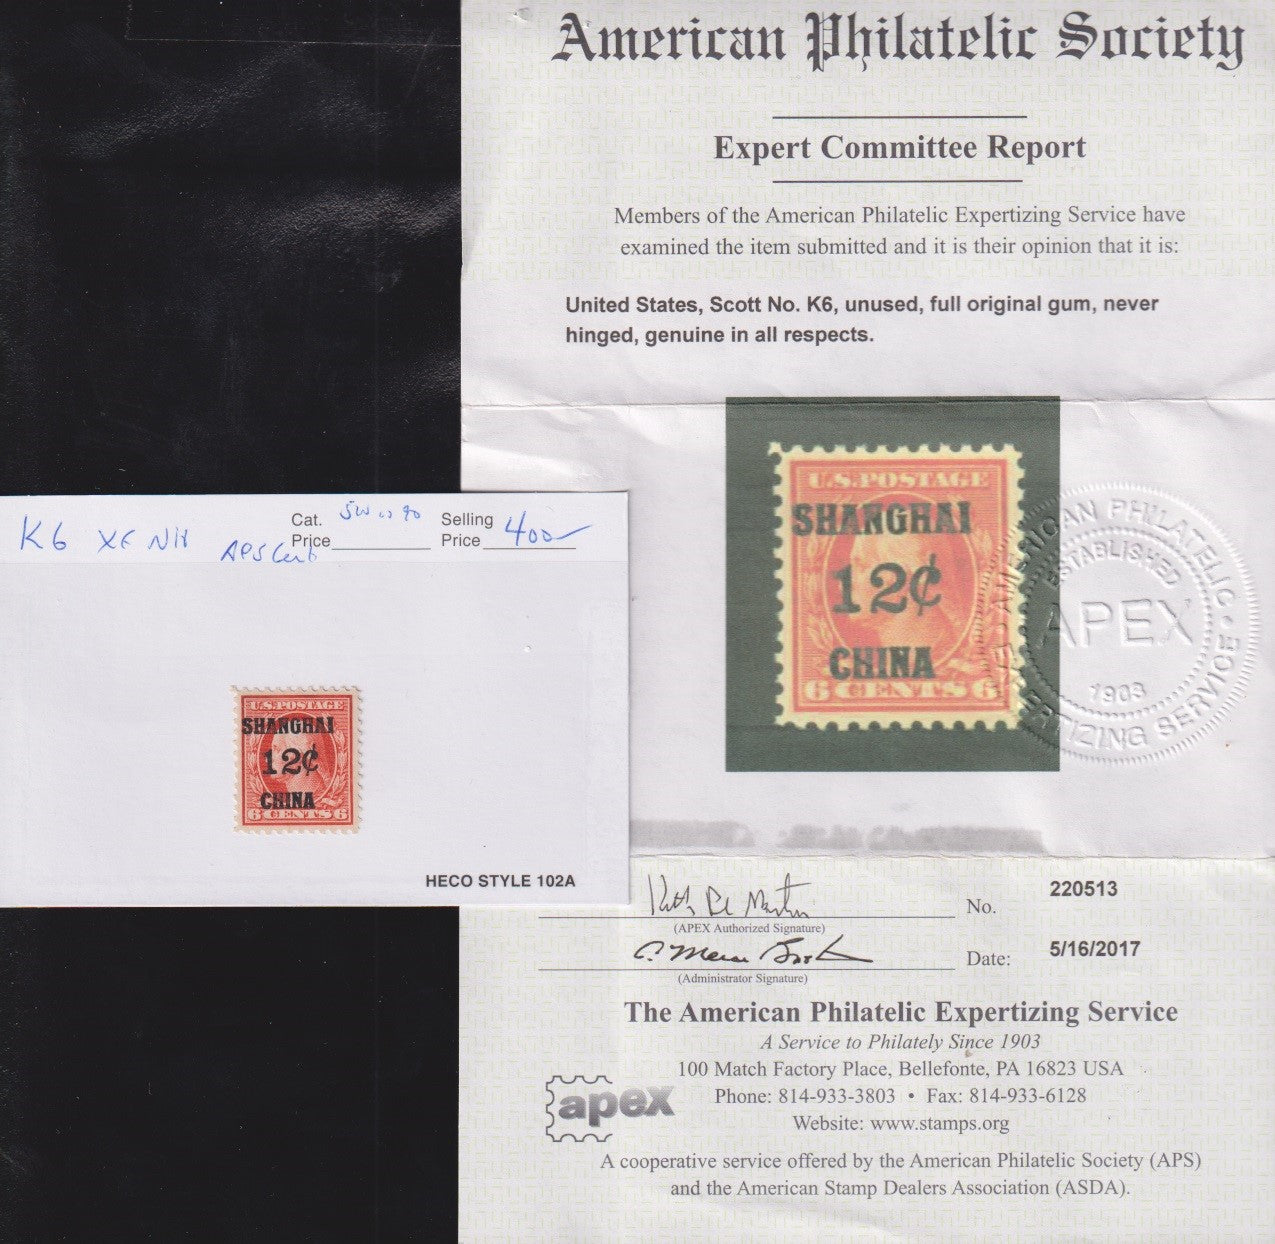 American Philatelic Society
Expert Committee Report
Members of the American Philatelic Expertizing Service have
examined the item submitted and it is their opinion that it is:
United States, Scott No. K6, unused, full original gum, never
hinged, genuine in all respects.
U.S. POSTAGE
SHANGHAI
12¢
CHINA
6 CENTS 6
AMERICAN PHILATELIC
EXPERTIZING SERVICE
ESTABLISHED
APEX
1903
K6 XF NH APS Cert
Cat.
Price
Selling
Price 400
U.S. POSTAGE
SHANGHAI
12¢
CHINA
6 CENTS 6
HECO STYLE 102A
No. 220513
(APEX Authorized Signature)
Date: 5/16/2017
(Administrator Signature)
The American Philatelic Expertizing Service
A Service to Philately Since 1903
100 Match Factory Place, Bellefonte, PA 16823 USA
Phone: 814-933-3803 • Fax: 814-933-6128
Website: www.stamps.org
apex
A cooperative service offered by the American Philatelic Society (APS)
and the American Stamp Dealers Association (ASDA).